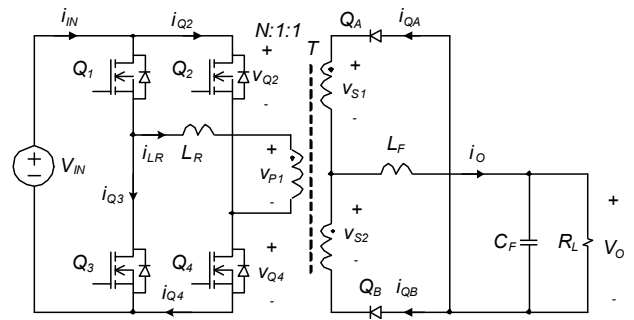 i_IN
i_Q2
N:1:1
Q_A
i_QA
Q_1
Q_2
+
v_Q2
-
T
+
v_S1
-
V_IN
i_LR
L_R
+
v_P1
-
L_F
i_O
i_Q3
+
v_S2
-
C_F
R_L
+
V_O
-
Q_3
Q_4
+
v_Q4
-
i_Q4
Q_B
i_QB